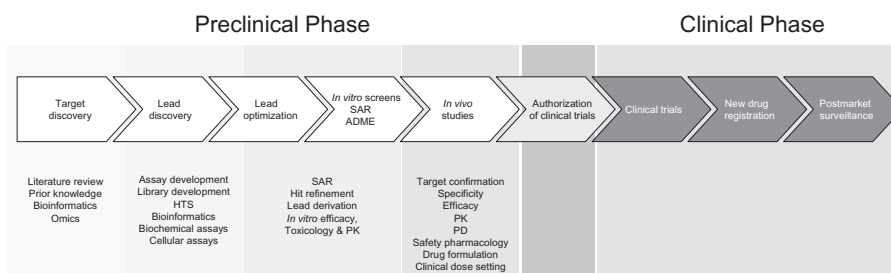 Preclinical Phase
Clinical Phase
Target
discovery
Lead
discovery
Lead
optimization
In vitro screens
SAR
ADME
In vivo
studies
Authorization
of clinical trials
Clinical trials
New drug
registration
Postmarket
surveillance
Literature review
Prior knowledge
Bioinformatics
Omics
Assay development
Library development
HTS
Bioinformatics
Biochemical assays
Cellular assays
SAR
Hit refinement
Lead derivation
In vitro efficacy,
Toxicology & PK
Target confirmation
Specificity
Efficacy
PK
PD
Safety pharmacology
Drug formulation
Clinical dose setting